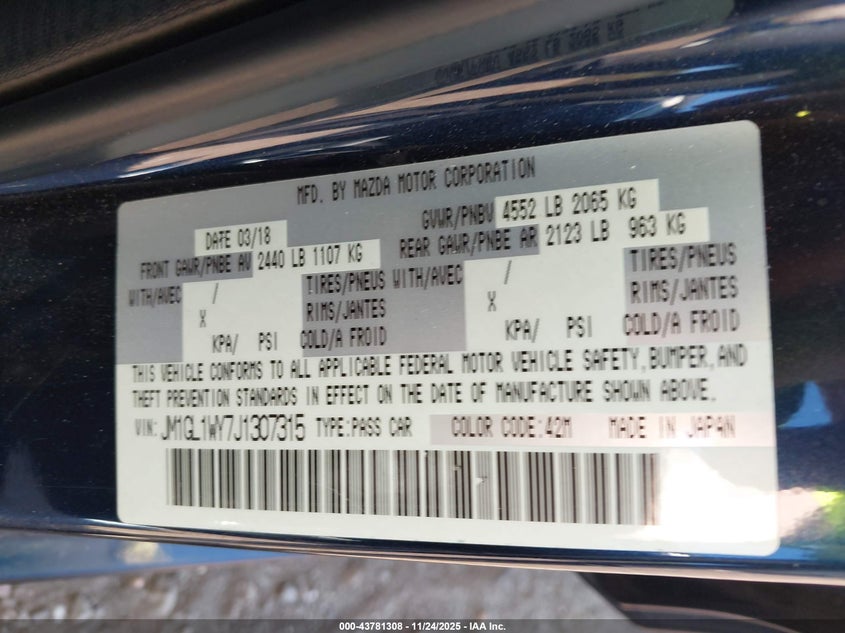 MFD. BY MAZDA MOTOR CORPORATION
DATE 03/18 GVWR/PNBV 4552 LB 2065 KG
FRONT GAWR/PNBE AV 2440 LB 1107 KG REAR GAWR/PNBE AR 2123 LB 963 KG
WITH/AVEC / TIRES/PNEUS WITH/AVEC / TIRES/PNEUS
X RIMS/JANTES X RIMS/JANTES
KPA/ PSI COLD/A FROID KPA/ PSI COLD/A FROID
THIS VEHICLE CONFORMS TO ALL APPLICABLE FEDERAL MOTOR VEHICLE SAFETY, BUMPER, AND
THEFT PREVENTION STANDARDS IN EFFECT ON THE DATE OF MANUFACTURE SHOWN ABOVE.
VIN: JM1GL1WY7J1307315 TYPE:PASS CAR COLOR CODE:42M MADE IN JAPAN
000-43781308 - 11/24/2025 - IAA Inc.